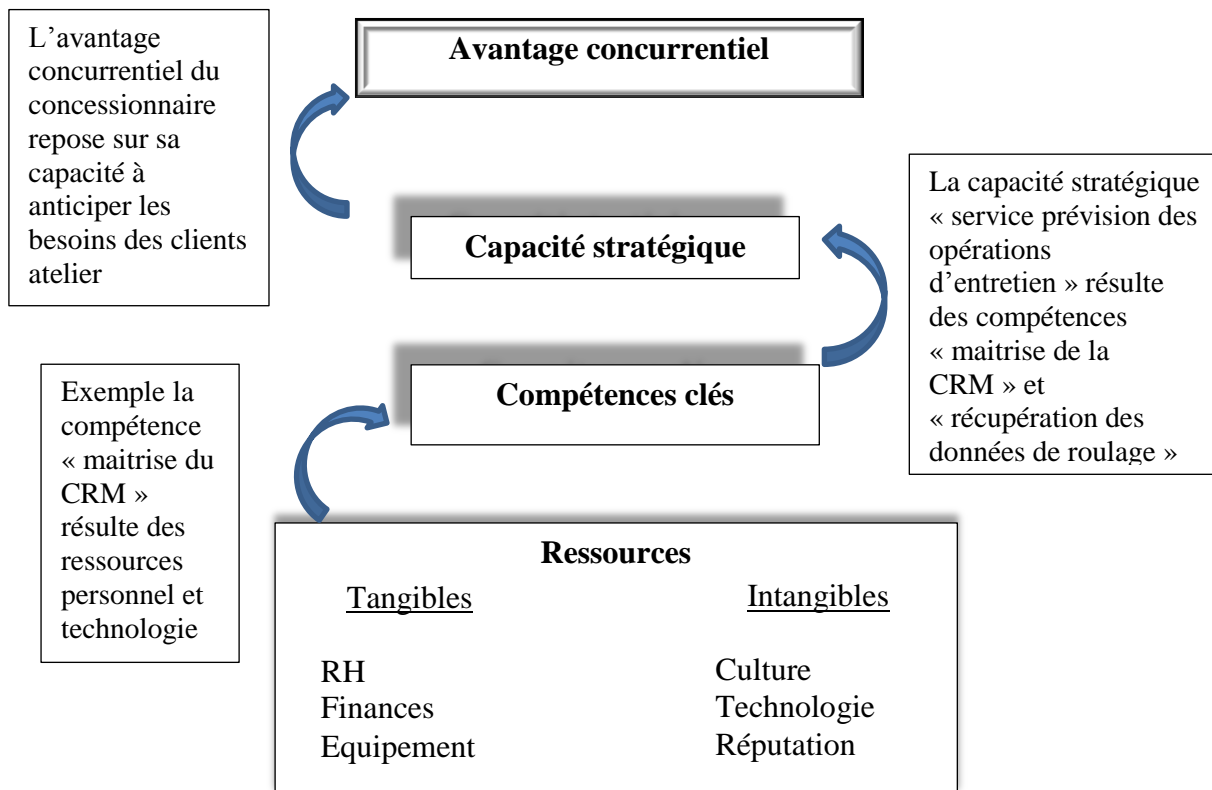 L’avantage
concurrentiel du
concessionnaire
repose sur sa
capacité à
anticiper les
besoins des clients
atelier
Avantage concurrentiel
Capacité stratégique
La capacité stratégique
« service prévision des
opérations
d’entretien » résulte
des compétences
« maitrise de la
CRM » et
« récupération des
données de roulage »
Compétences clés
Exemple la
compétence
« maitrise du
CRM »
résulte des
ressources
personnel et
technologie
Ressources
Tangibles
Intangibles
RH
Culture
Finances
Technologie
Equipement
Réputation